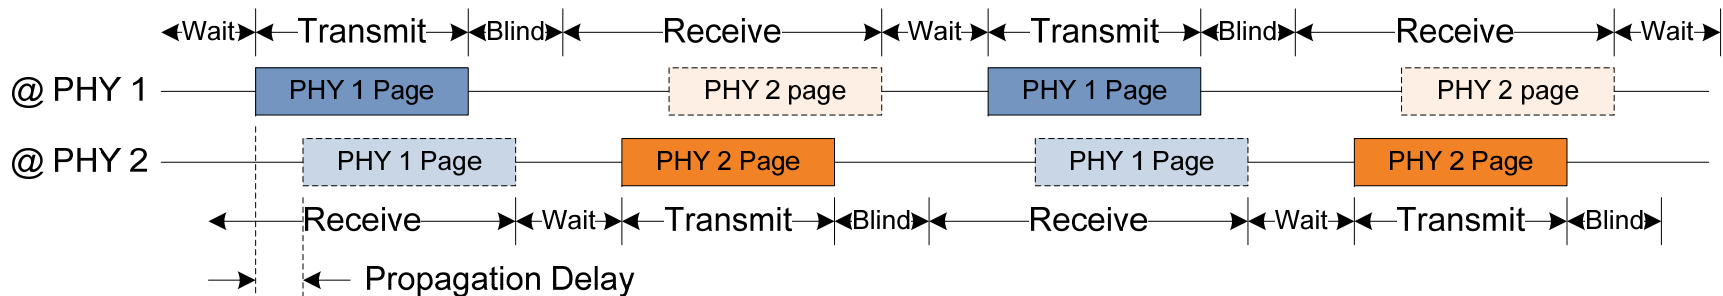 Wait Transmit Blind Receive Wait Transmit Blind Receive Wait
@ PHY 1 PHY 1 Page PHY 2 page PHY 1 Page PHY 2 page
@ PHY 2 PHY 1 Page PHY 2 Page PHY 1 Page PHY 2 Page
Receive Wait Transmit Blind Receive Wait Transmit Blind
Propagation Delay